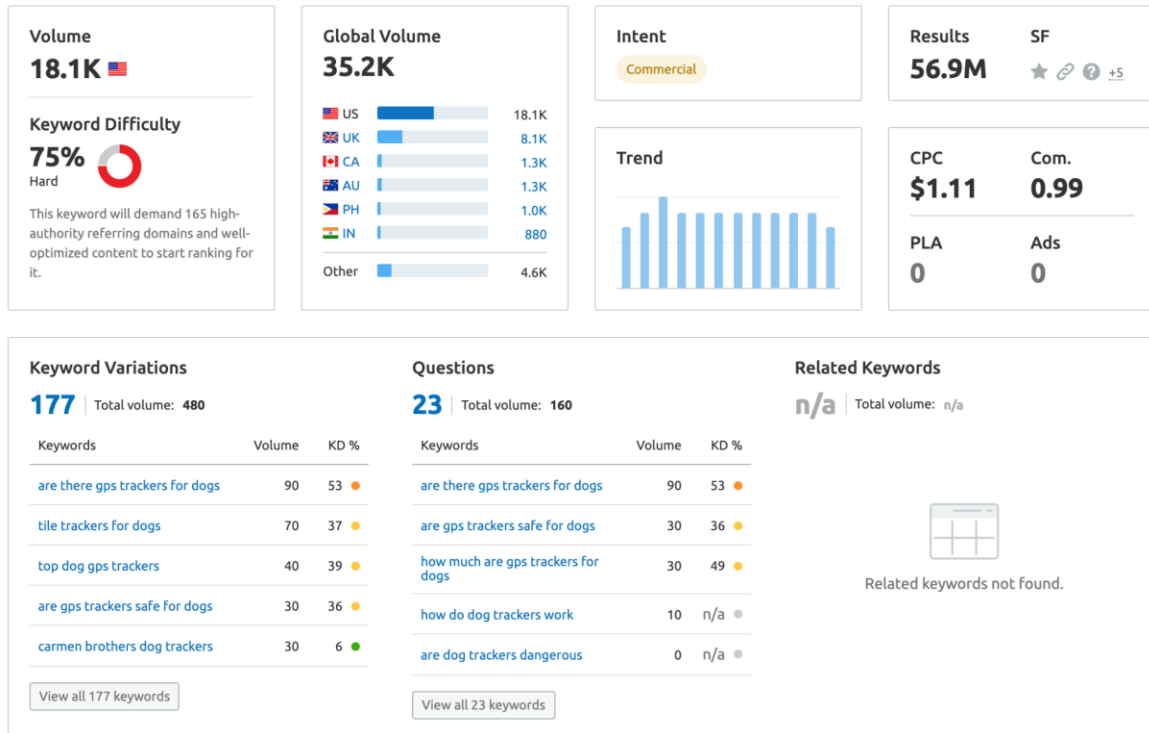 Volume
18.1K
Keyword Difficulty
75%
Hard
This keyword will demand 165 high-
authority referring domains and well-
optimized content to start ranking for
it.
Global Volume
35.2K
US 18.1K
UK 8.1K
CA 1.3K
AU 1.3K
PH 1.0K
IN 880
Other 4.6K
Intent
Commercial
Trend
Results SF
56.9M +5
CPC Com.
$1.11 0.99
PLA Ads
0 0
Keyword Variations
177 Total volume: 480
Keywords Volume KD %
are there gps trackers for dogs 90 53
tile trackers for dogs 70 37
top dog gps trackers 40 39
are gps trackers safe for dogs 30 36
carmen brothers dog trackers 30 6
View all 177 keywords
Questions
23 Total volume: 160
Keywords Volume KD %
are there gps trackers for dogs 90 53
are gps trackers safe for dogs 30 36
how much are gps trackers for
dogs 30 49
how do dog trackers work 10 n/a
are dog trackers dangerous 0 n/a
View all 23 keywords
Related Keywords
n/a Total volume: n/a
Related keywords not found.